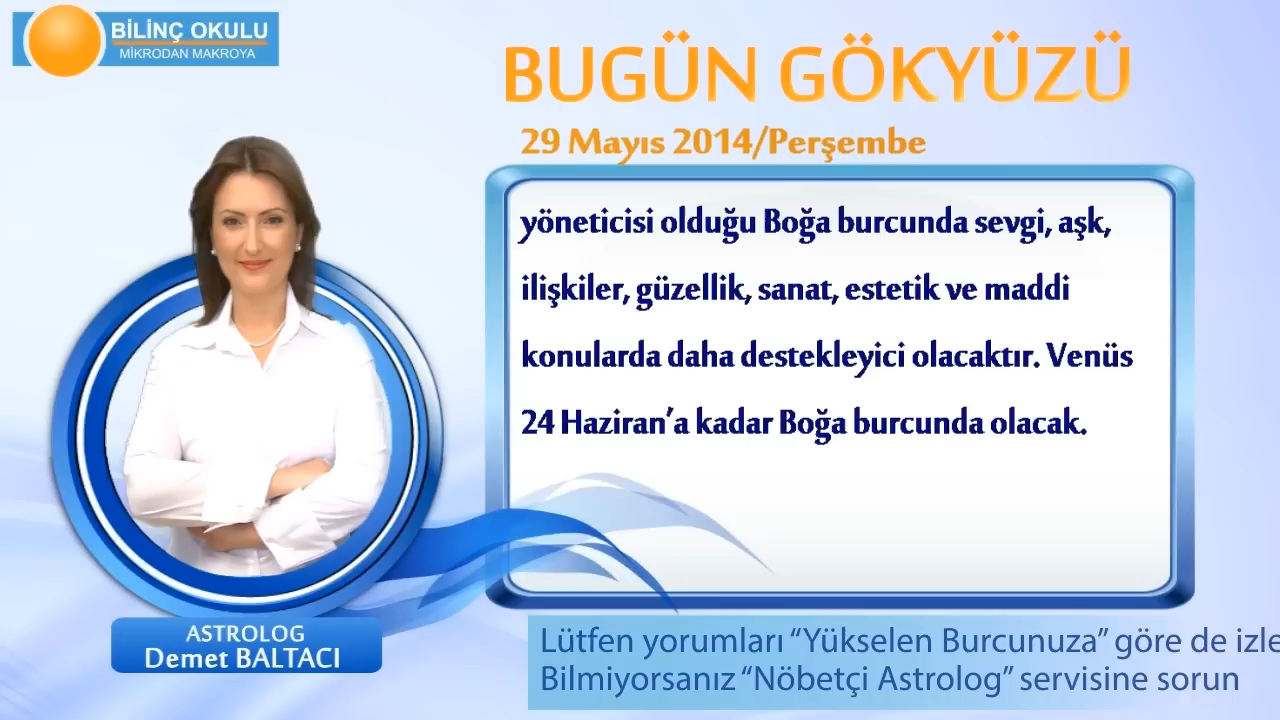 BİLİNÇ OKULU
MİKRODAN MAKROYA
BUGÜN GÖKYÜZÜ
29 Mayıs 2014/Perşembe
yöneticisi olduğu Boğa burcunda sevgi, aşk,
ilişkiler, güzellik, sanat, estetik ve maddi
konularda daha destekleyici olacaktır. Venüs
24 Haziran’a kadar Boğa burcunda olacak.
ASTROLOG
Demet BALTACI
Lütfen yorumları “Yükselen Burcunuza” göre de izle
Bilmiyorsanız “Nöbetçi Astrolog” servisine sorun